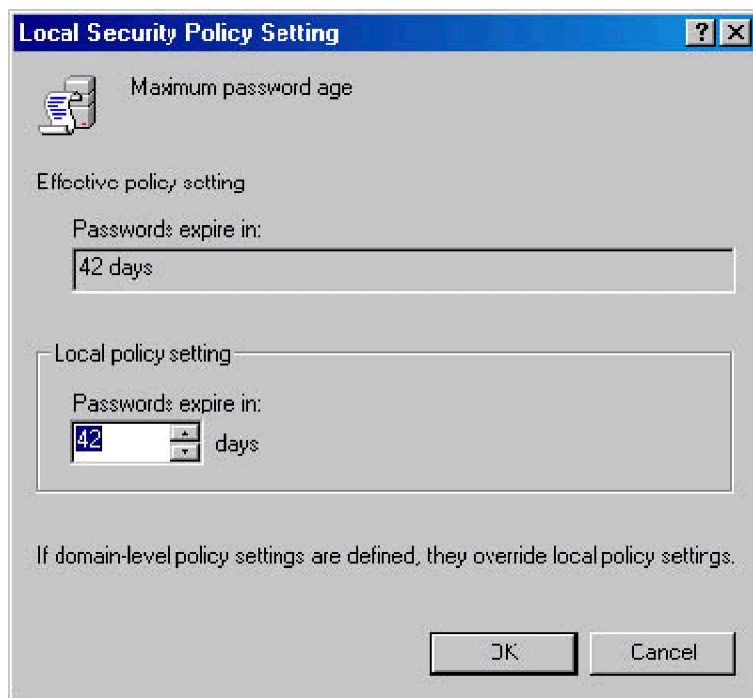 Local Security Policy Setting
Maximum password age
Effective policy setting
Passwords expire in:
42 days
Local policy setting
Passwords expire in:
42 days
If domain-level policy settings are defined, they override local policy settings.
OK Cancel